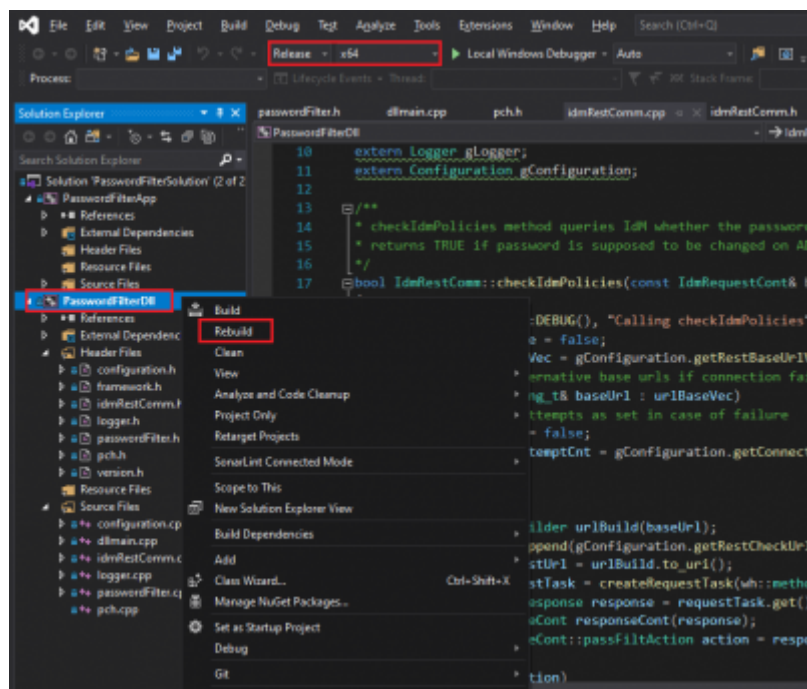 File Edit View Project Build Debug Test Analyze Tools Extensions Window Help Search (Ctrl+Q)
Release x64 Local Windows Debugger Auto
Process: Lifecycle Events Thread: Stack Frame:
Solution Explorer
passwordFilter.h dllmain.cpp pch.h idmRestComm.cpp idmRestComm.h
PasswordFilterDll
Search Solution Explorer
Solution 'PasswordFilterSolution' (2 of 2
PasswordFilterApp
References
External Dependencies
Header Files
Resource Files
Source Files
PasswordFilterDll
References
External Dependenc
Header Files
configuration.h
framework.h
idmRestComm.h
logger.h
passwordFilter.h
pch.h
version.h
Resource Files
Source Files
configuration.cp
dllmain.cpp
idmRestComm.c
logger.cpp
passwordFilter.cp
pch.cpp
10 extern Logger gLogger;
11 extern Configuration gConfiguration;
12
13 /**
14 * checkIdmPolicies method queries IdM whether the password
15 * returns TRUE if password is supposed to be changed on AD
16 */
17 bool IdmRestComm::checkIdmPolicies(const IdmRequestCont&
:DEBUG(), "Calling checkIdmPolicies"
e = false;
Vec = gConfiguration.getRestBaseUrlV
ernative base urls if connection fai
ng_t& baseUrl : urlBaseVec)
ttempts as set in case of failure
= false;
temptCnt = gConfiguration.getConnect
ilder urlBuild(baseUrl);
ppend(gConfiguration.getRestCheckUrl
stUrl = urlBuild.to_uri();
stTask = createRequestTask(wh::metho
esponse response = requestTask.get()
eCont responseCont(response);
eCont::passFiltAction action = respo
tion)
Build
Rebuild
Clean
View
Analyze and Code Cleanup
Project Only
Retarget Projects
SonarLint Connected Mode
Scope to This
New Solution Explorer View
Build Dependencies
Add
Class Wizard... Ctrl+Shift+X
Manage NuGet Packages...
Set as Startup Project
Debug
Git